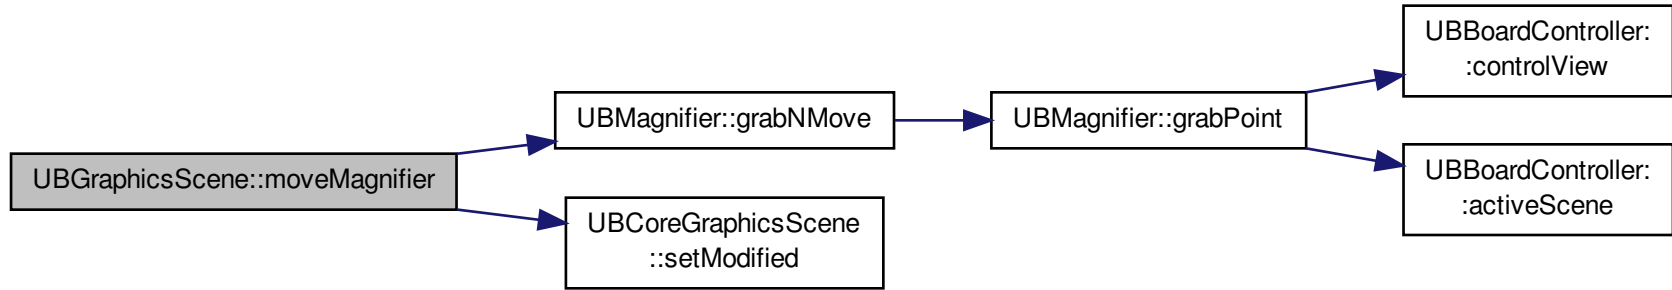 UBGraphicsScene::moveMagnifier
UBMagnifier::grabNMove
UBCoreGraphicsScene
::setModified
UBMagnifier::grabPoint
UBBoardController:
:controlView
UBBoardController:
:activeScene